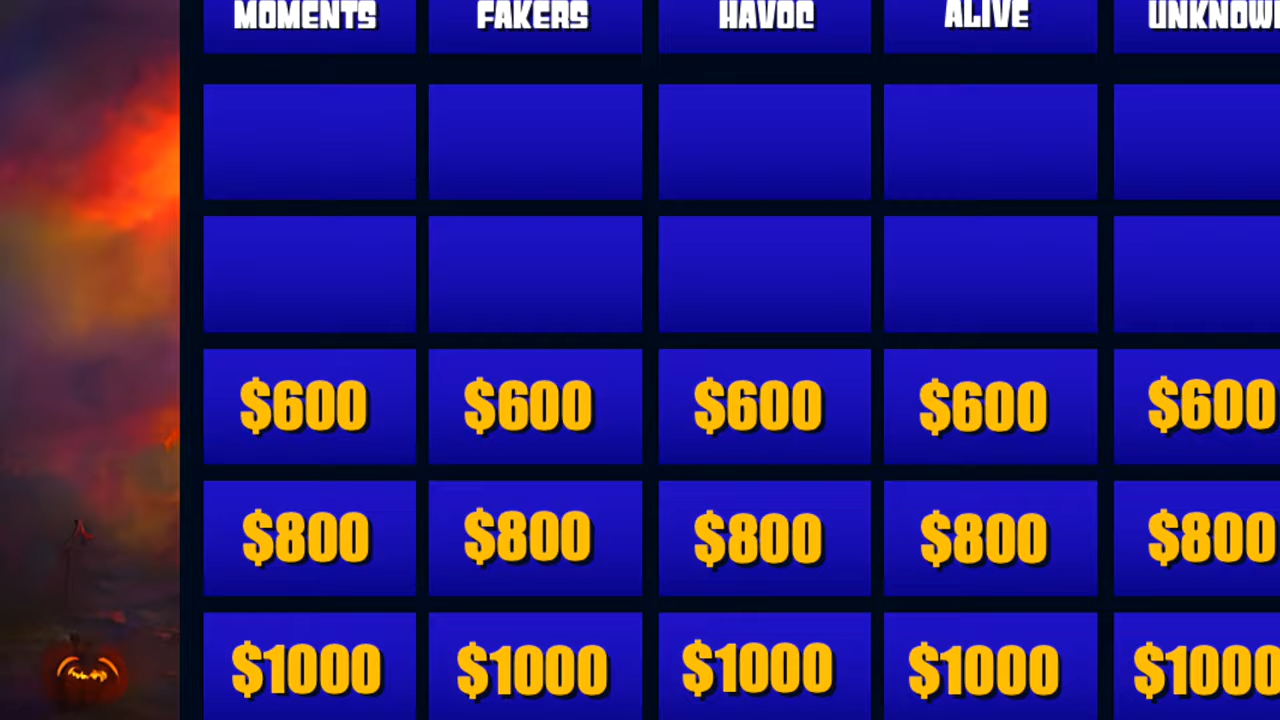 MOMENTS FAKERS HAVOC ALIVE
$600 $600 $600 $600 $600
$800 $800 $800 $800 $800
$1000 $1000 $1000 $1000 $1000